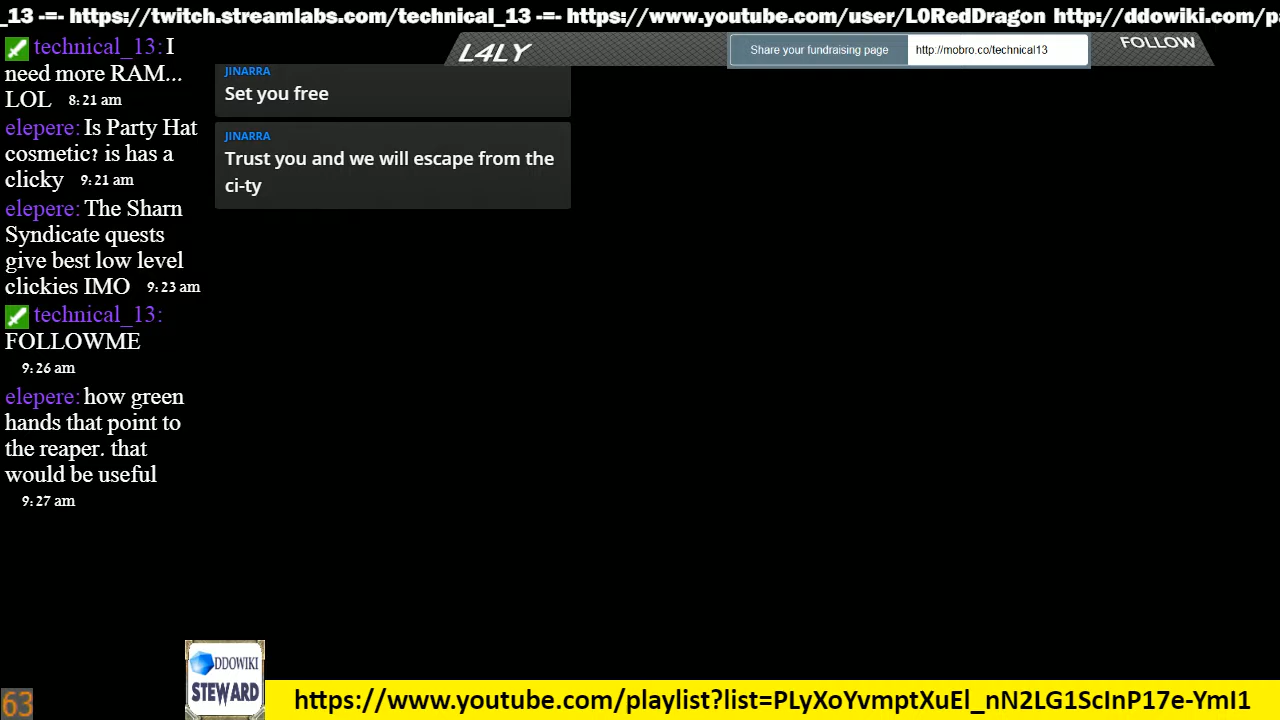 _13 -=- https://twitch.streamlabs.com/technical_13 -=- https://www.youtube.com/user/L0RedDragon http://ddowiki.com/p
technical_13: I
need more RAM...
LOL 8:21 am
elepere: Is Party Hat
cosmetic? is has a
clicky 9:21 am
elepere: The Sharn
Syndicate quests
give best low level
clickies IMO 9:23 am
technical_13:
FOLLOWME
9:26 am
elepere: how green
hands that point to
the reaper. that
would be useful
9:27 am
JINARRA
Set you free
JINARRA
Trust you and we will escape from the
ci-ty
L4LY
Share your fundraising page
http://mobro.co/technical13
FOLLOW
DDOWIKI
STEWARD
63
https://www.youtube.com/playlist?list=PLyXoYvmptXuEl_nN2LG1ScInP17e-YmI1